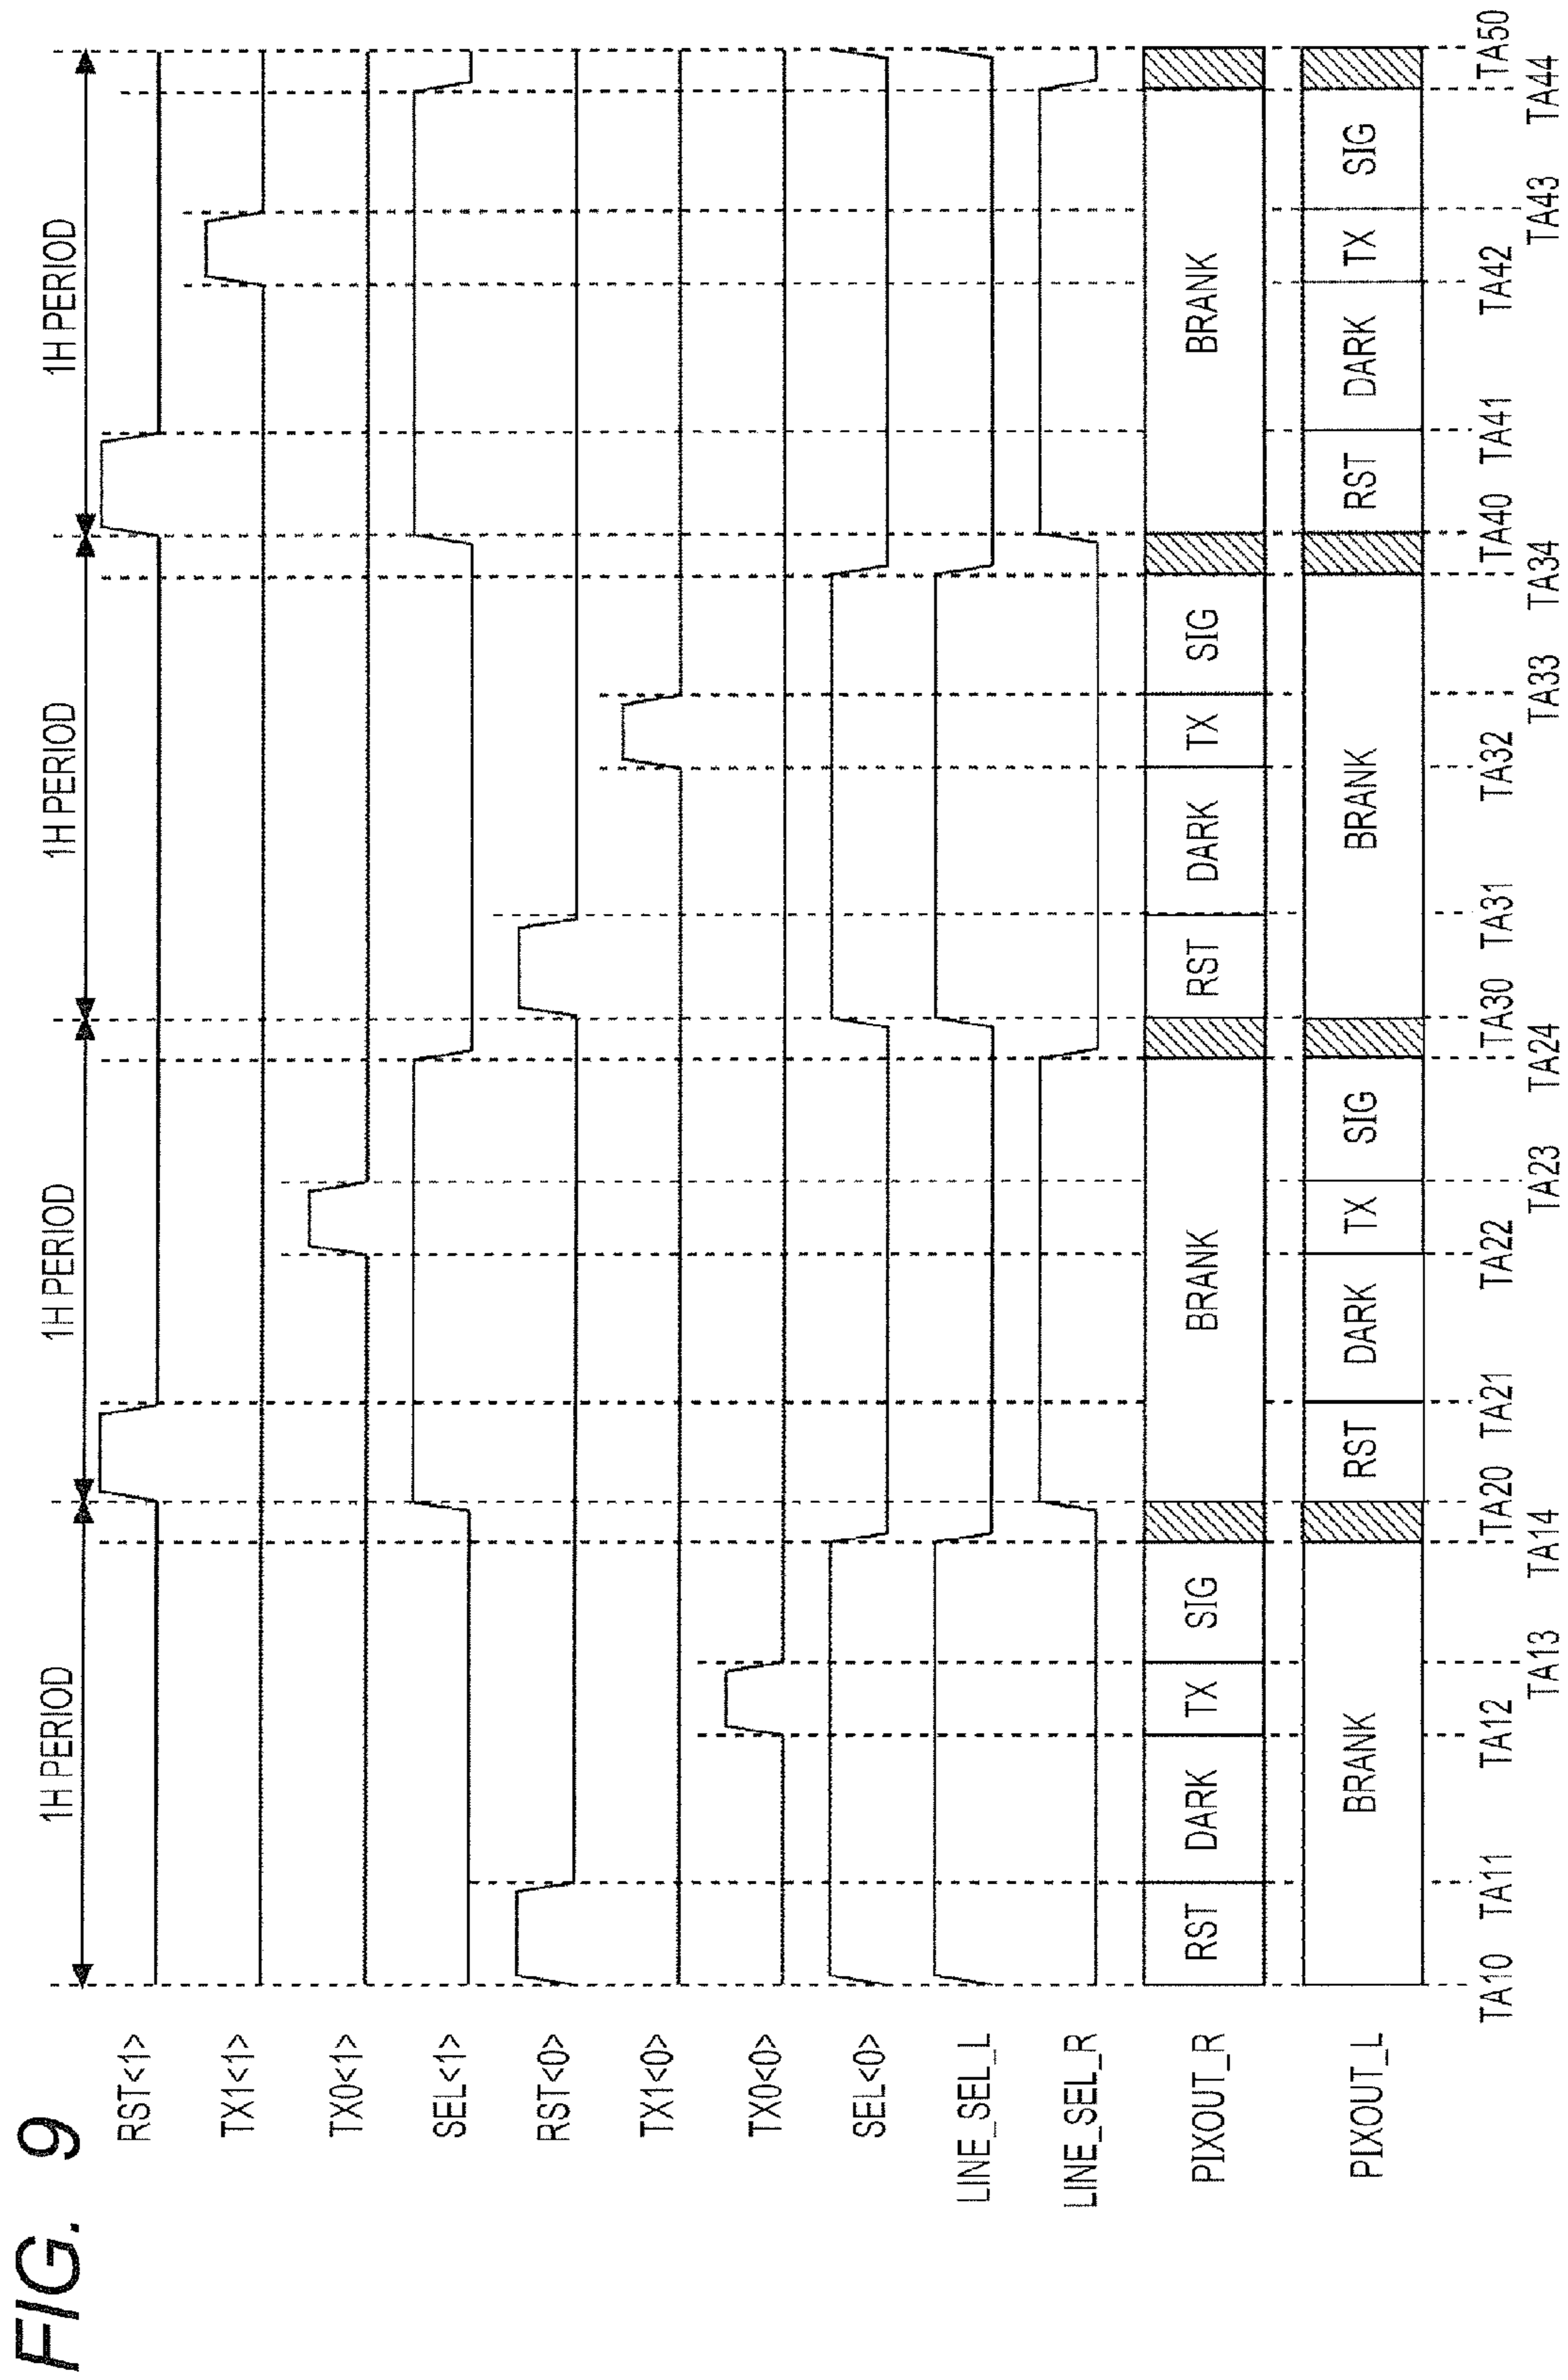 FIG. 9
1H PERIOD 1H PERIOD 1H PERIOD 1H PERIOD
RST<1>
TX1<1>
TX0<1>
SEL<1>
RST<0>
TX1<0>
TX0<0>
SEL<0>
LINE_SEL_L
LINE_SEL_R
PIXOUT_R RST DARK TX SIG BRANK RST DARK TX SIG BRANK
PIXOUT_L BRANK RST DARK TX SIG BRANK RST DARK TX SIG
TA10 TA11 TA12 TA20 TA21 TA22 TA30 TA31 TA32 TA40 TA41 TA42 TA50
TA13 TA14 TA23 TA24 TA33 TA34 TA43 TA44